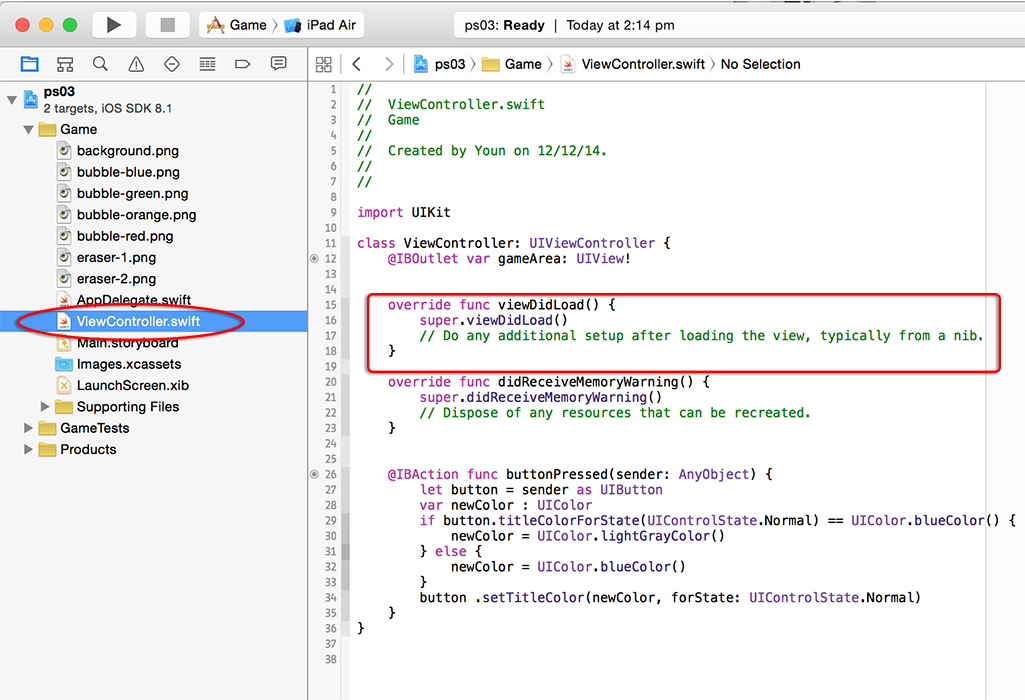 Game iPad Air
ps03: Ready | Today at 2:14 pm
ps03 Game ViewController.swift No Selection
ps03
2 targets, iOS SDK 8.1
Game
background.png
bubble-blue.png
bubble-green.png
bubble-orange.png
bubble-red.png
eraser-1.png
eraser-2.png
AppDelegate.swift
ViewController.swift
Main.storyboard
Images.xcassets
LaunchScreen.xib
Supporting Files
GameTests
Products
1 //
2 //  ViewController.swift
3 //  Game
4 //
5 //  Created by Youn on 12/12/14.
6 //
7 //
8
9 import UIKit
10
11 class ViewController: UIViewController {
12     @IBOutlet var gameArea: UIView!
13
14
15     override func viewDidLoad() {
16         super.viewDidLoad()
17         // Do any additional setup after loading the view, typically from a nib.
18     }
19
20     override func didReceiveMemoryWarning() {
21         super.didReceiveMemoryWarning()
22         // Dispose of any resources that can be recreated.
23     }
24
25
26     @IBAction func buttonPressed(sender: AnyObject) {
27         let button = sender as UIButton
28         var newColor : UIColor
29         if button.titleColorForState(UIControlState.Normal) == UIColor.blueColor() {
30             newColor = UIColor.lightGrayColor()
31         } else {
32             newColor = UIColor.blueColor()
33         }
34         button .setTitleColor(newColor, forState: UIControlState.Normal)
35     }
36 }
37
38